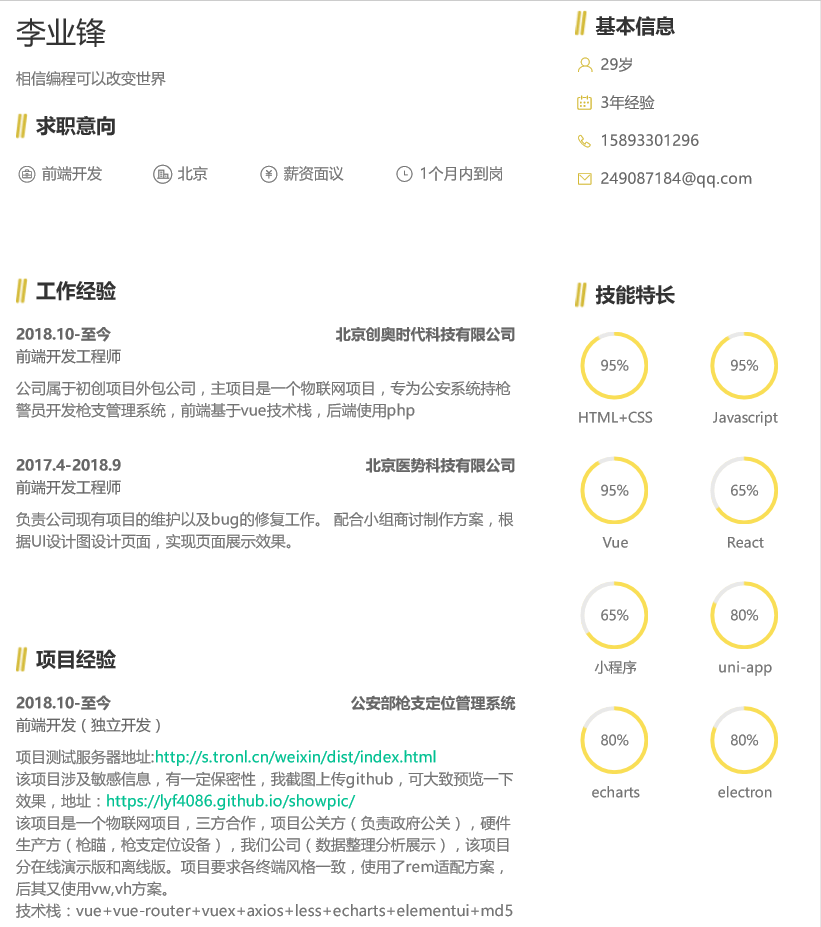 李业锋
相信编程可以改变世界
求职意向
前端开发
北京
薪资面议
1个月内到岗
工作经验
2018.10-至今 北京创奥时代科技有限公司
前端开发工程师
公司属于初创项目外包公司，主项目是一个物联网项目，专为公安系统持枪
警员开发枪支管理系统，前端基于vue技术栈，后端使用php
2017.4-2018.9 北京医势科技有限公司
前端开发工程师
负责公司现有项目的维护以及bug的修复工作。 配合小组商讨制作方案，根
据UI设计图设计页面，实现页面展示效果。
项目经验
2018.10-至今 公安部枪支定位管理系统
前端开发（独立开发）
项目测试服务器地址:http://s.tronl.cn/weixin/dist/index.html
该项目涉及敏感信息，有一定保密性，我截图上传github，可大致预览一下
效果，地址：https://lyf4086.github.io/showpic/
该项目是一个物联网项目，三方合作，项目公关方（负责政府公关），硬件
生产方（枪瞄，枪支定位设备），我们公司（数据整理分析展示），该项目
分在线演示版和离线版。项目要求各终端风格一致，使用了rem适配方案，
后其又使用vw,vh方案。
技术栈：vue+vue-router+vuex+axios+less+echarts+elementui+md5
基本信息
29岁
3年经验
15893301296
249087184@qq.com
技能特长
95% 95%
HTML+CSS Javascript
95% 65%
Vue React
65% 80%
小程序 uni-app
80% 80%
echarts electron